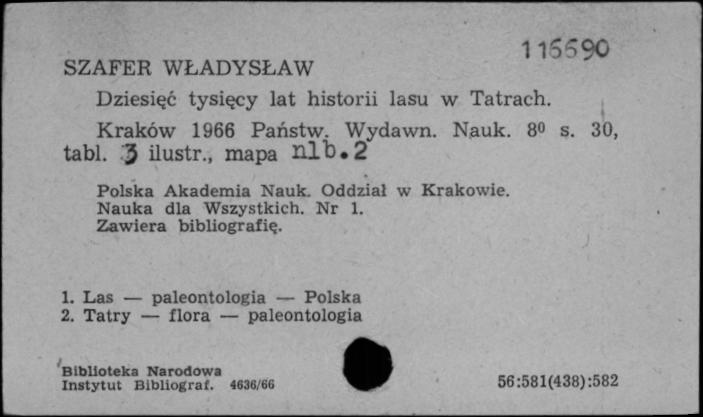 116690
SZAFER WŁADYSŁAW
Dziesięć tysięcy lat historii lasu w Tatrach.
Kraków 1966 Państw. Wydawn. Nauk. 8⁰ s. 30,
tabl. 3 ilustr., mapa nlb.2
Polska Akademia Nauk. Oddział w Krakowie.
Nauka dla Wszystkich. Nr 1.
Zawiera bibliografię.
1. Las — paleontologia — Polska
2. Tatry — flora — paleontologia
Biblioteka Narodowa
Instytut Bibliograf. 4636/66
56:581(438):582